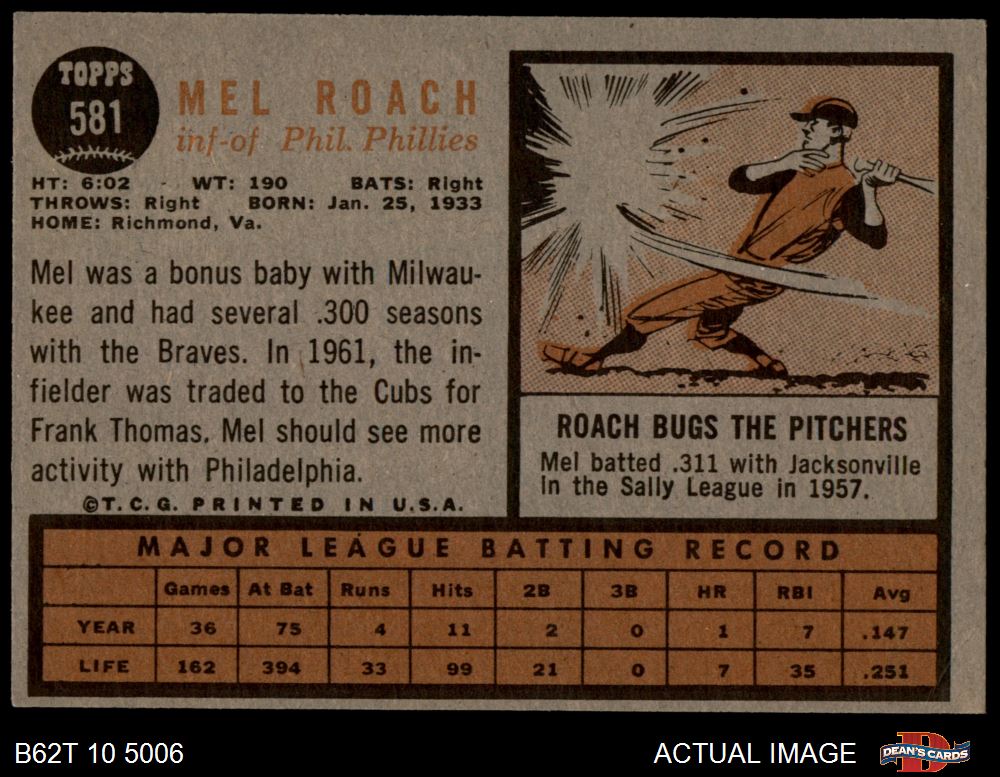 TOPPS
581
MEL ROACH
inf-of Phil. Phillies
HT: 6:02 WT: 190 BATS: Right
THROWS: Right BORN: Jan. 25, 1933
HOME: Richmond, Va.
Mel was a bonus baby with Milwau-
kee and had several .300 seasons
with the Braves. In 1961, the in-
fielder was traded to the Cubs for
Frank Thomas. Mel should see more
activity with Philadelphia.
©T.C.G. PRINTED IN U.S.A.
ROACH BUGS THE PITCHERS
Mel batted .311 with Jacksonville
in the Sally League in 1957.
MAJOR LEAGUE BATTING RECORD
Games At Bat Runs Hits 2B 3B HR RBI Avg
YEAR 36 75 4 11 2 0 1 7 .147
LIFE 162 394 33 99 21 0 7 35 .251
B62T 10 5006
ACTUAL IMAGE
DEAN'S CARDS